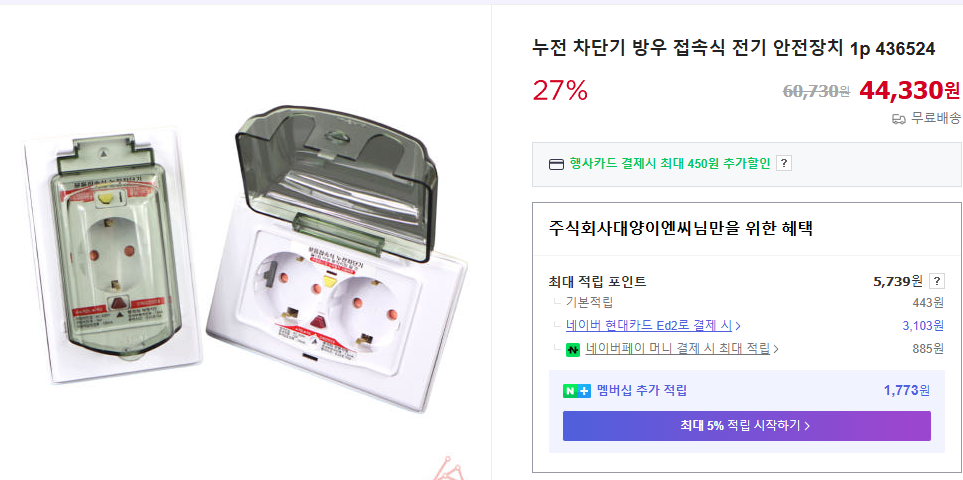 누전 차단기 방우 접속식 전기 안전장치 1p 436524
27% 60,730원 44,330원
무료배송
행사카드 결제시 최대 450원 추가할인 ?
주식회사대양이엔씨님만을 위한 혜택
최대 적립 포인트 5,739원 ?
기본적립 443원
네이버 현대카드 Ed2로 결제 시 > 3,103원
N 네이버페이 머니 결제 시 최대 적립 > 885원
N + 멤버십 추가 적립 1,773원
최대 5% 적립 시작하기 >